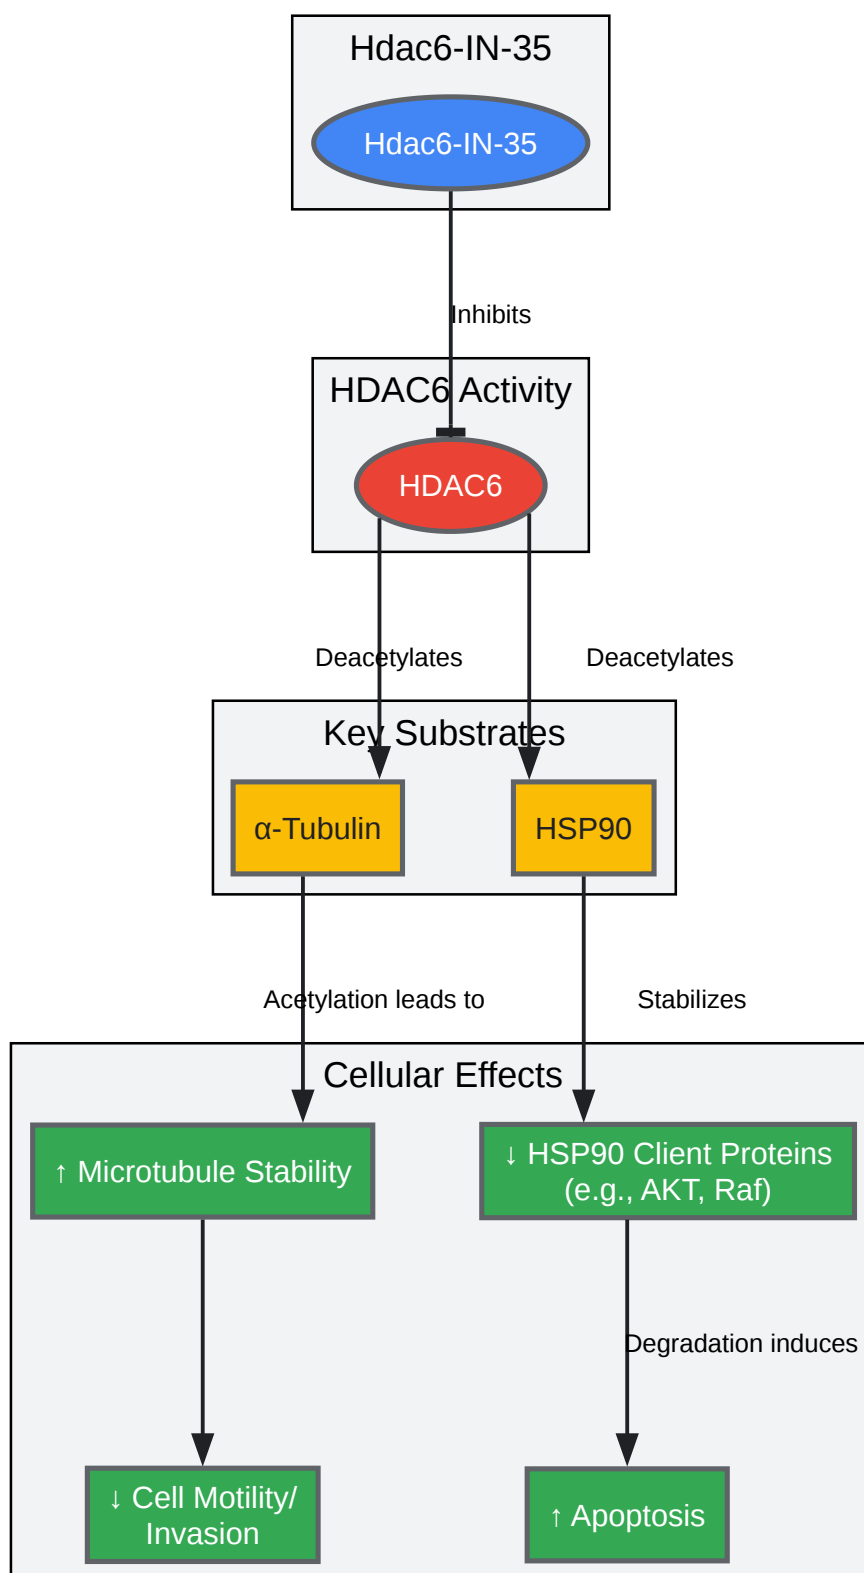 Hdac6-IN-35
Hdac6-IN-35
Inhibits
HDAC6 Activity
HDAC6
Deacetylates
Deacetylates
Key Substrates
α-Tubulin
HSP90
Acetylation leads to
Stabilizes
Cellular Effects
↑ Microtubule Stability
↓ HSP90 Client Proteins
(e.g., AKT, Raf)
Degradation induces
↓ Cell Motility/
Invasion
↑ Apoptosis